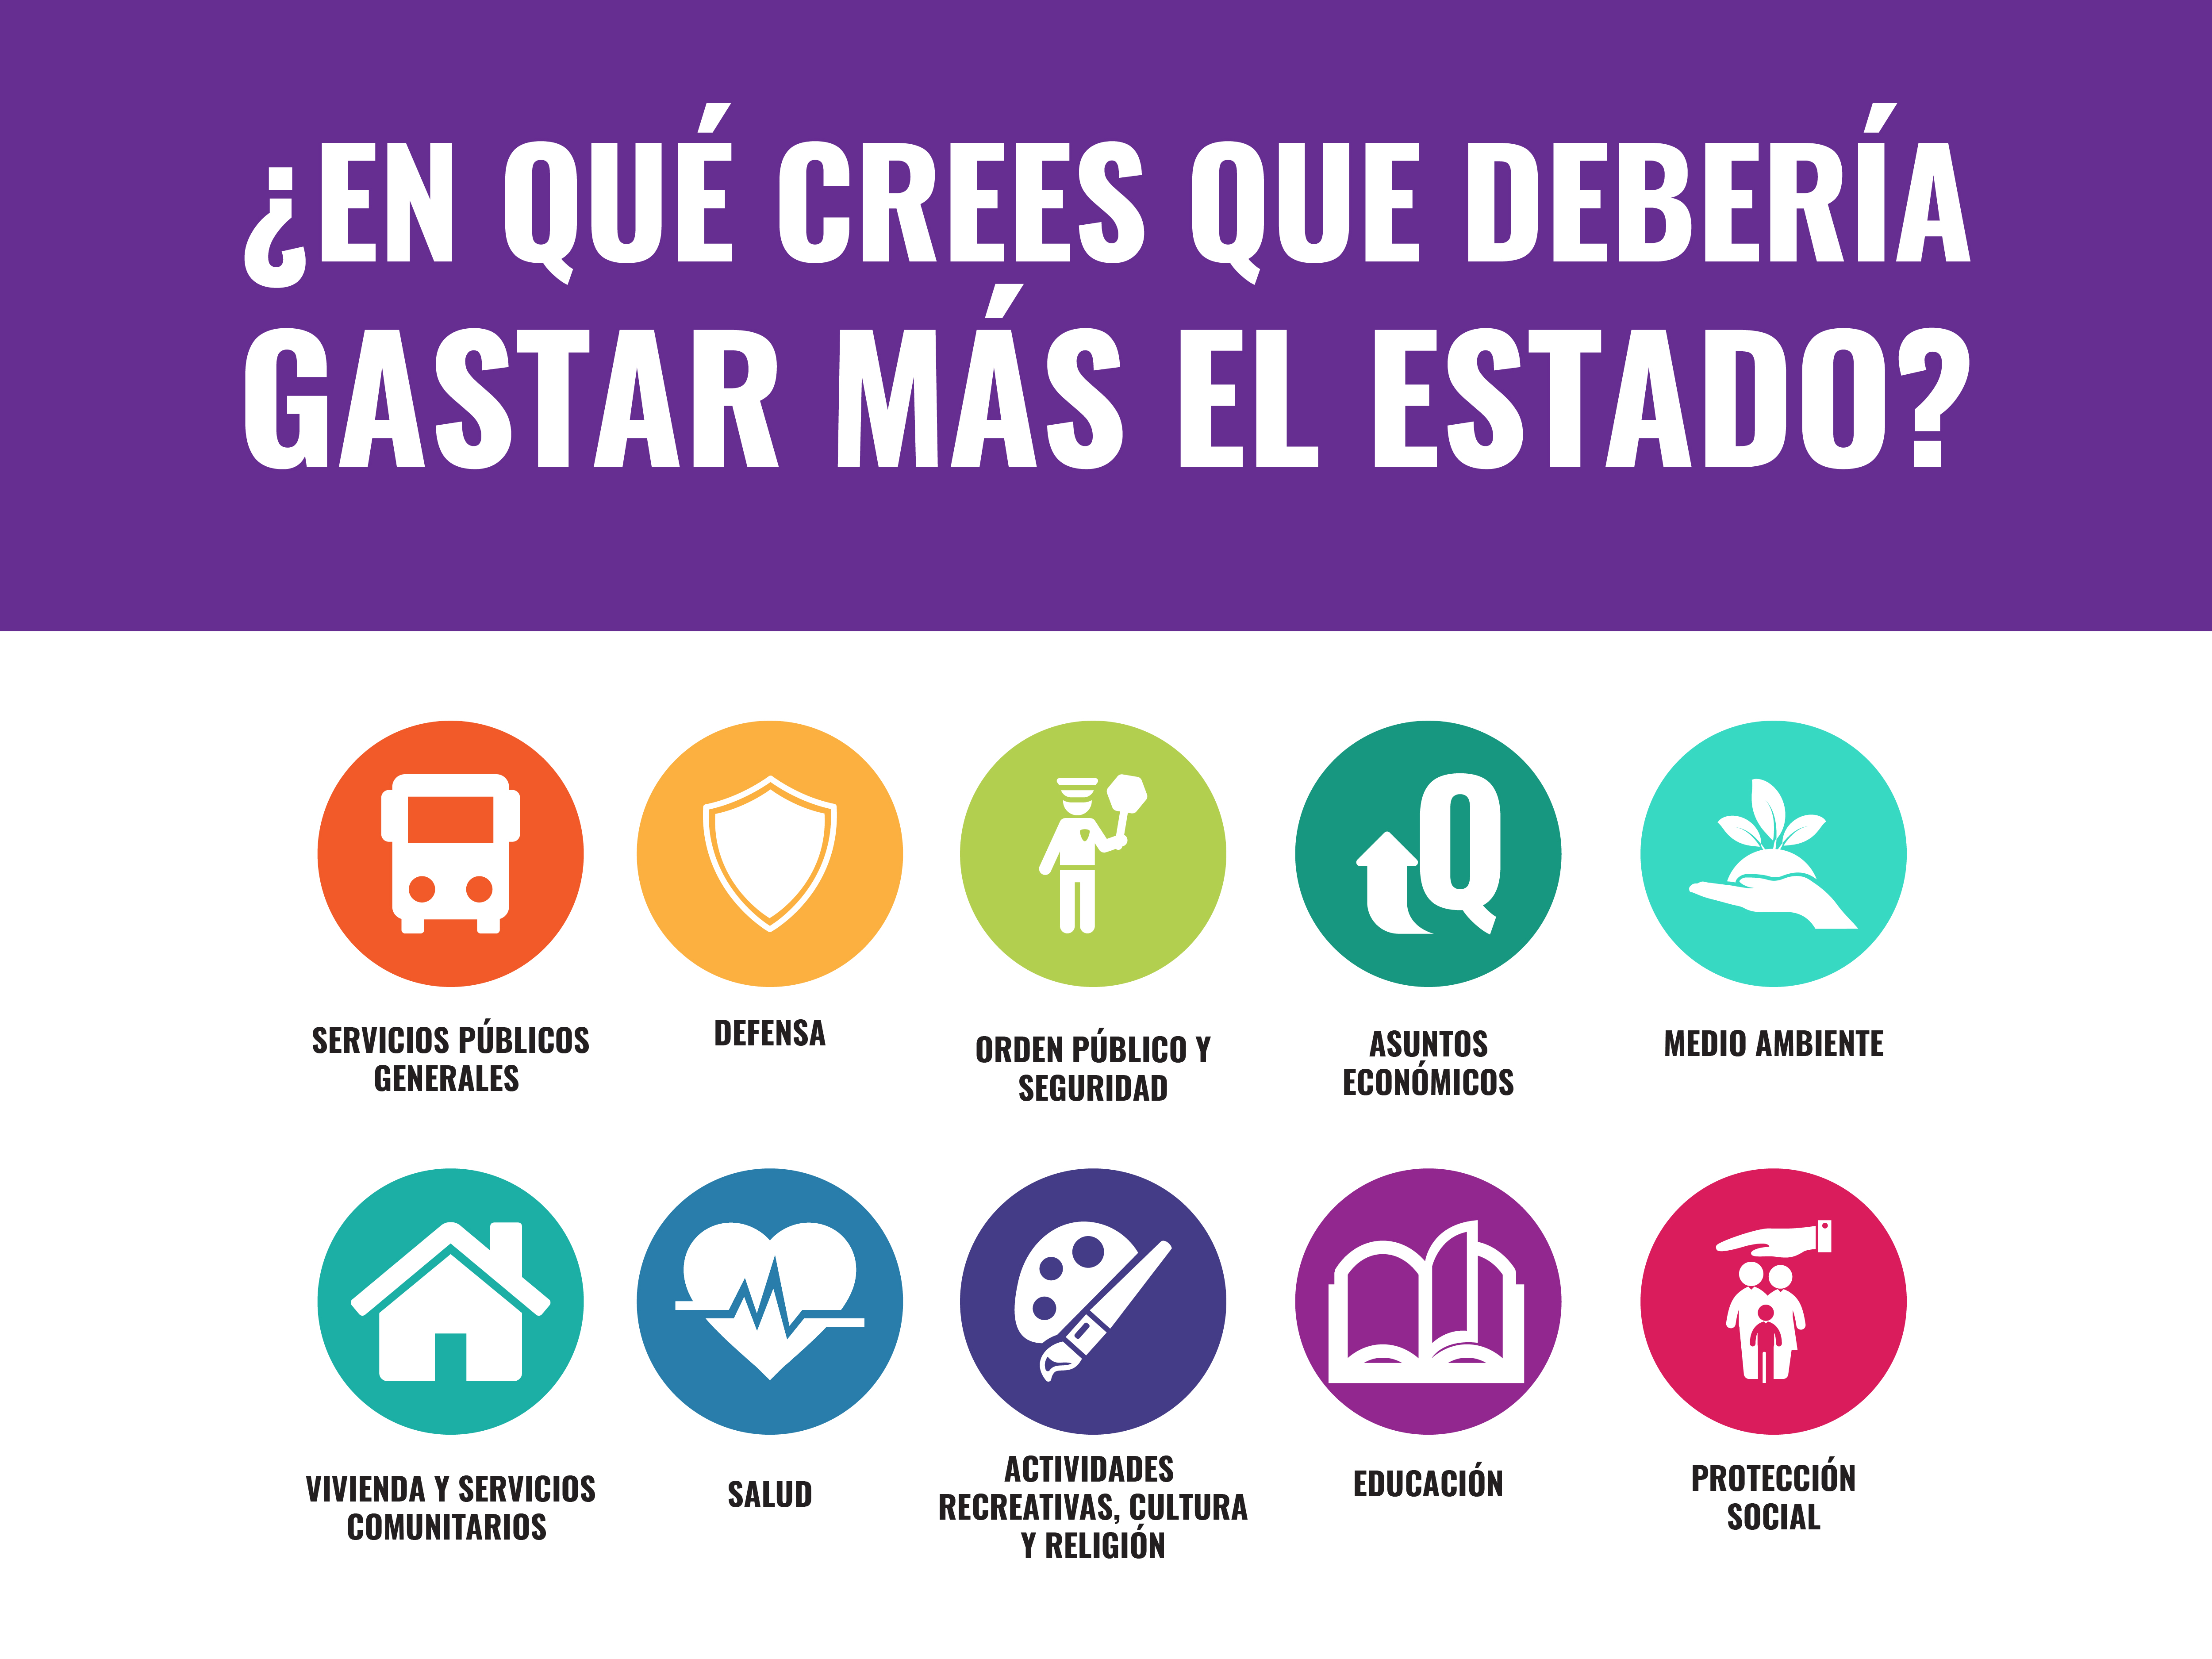 ¿EN QUÉ CREES QUE DEBERÍA
GASTAR MÁS EL ESTADO?
SERVICIOS PÚBLICOS
GENERALES
DEFENSA
ORDEN PÚBLICO Y
SEGURIDAD
Q
ASUNTOS
ECONÓMICOS
MEDIO AMBIENTE
VIVIENDA Y SERVICIOS
COMUNITARIOS
SALUD
ACTIVIDADES
RECREATIVAS, CULTURA
Y RELIGIÓN
EDUCACIÓN
PROTECCIÓN
SOCIAL